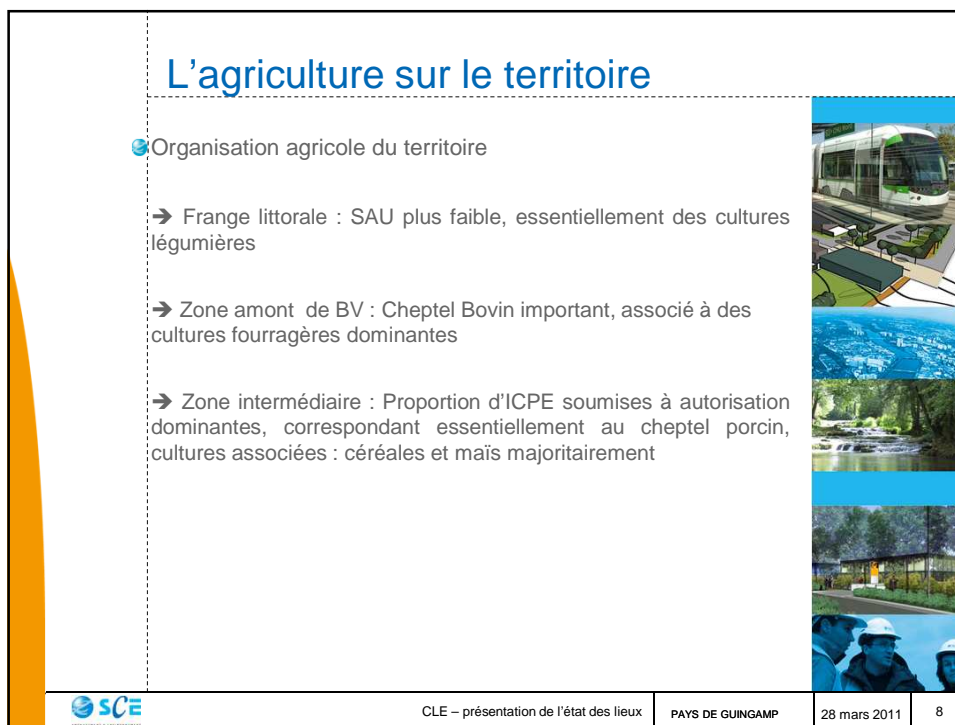 L'agriculture sur le territoire
Organisation agricole du territoire
➔ Frange littorale : SAU plus faible, essentiellement des cultures
légumières
➔ Zone amont de BV : Cheptel Bovin important, associé à des
cultures fourragères dominantes
➔ Zone intermédiaire : Proportion d'ICPE soumises à autorisation
dominantes, correspondant essentiellement au cheptel porcin,
cultures associées : céréales et maïs majoritairement
SCE
CLE – présentation de l'état des lieux
PAYS DE GUINGAMP
28 mars 2011
8